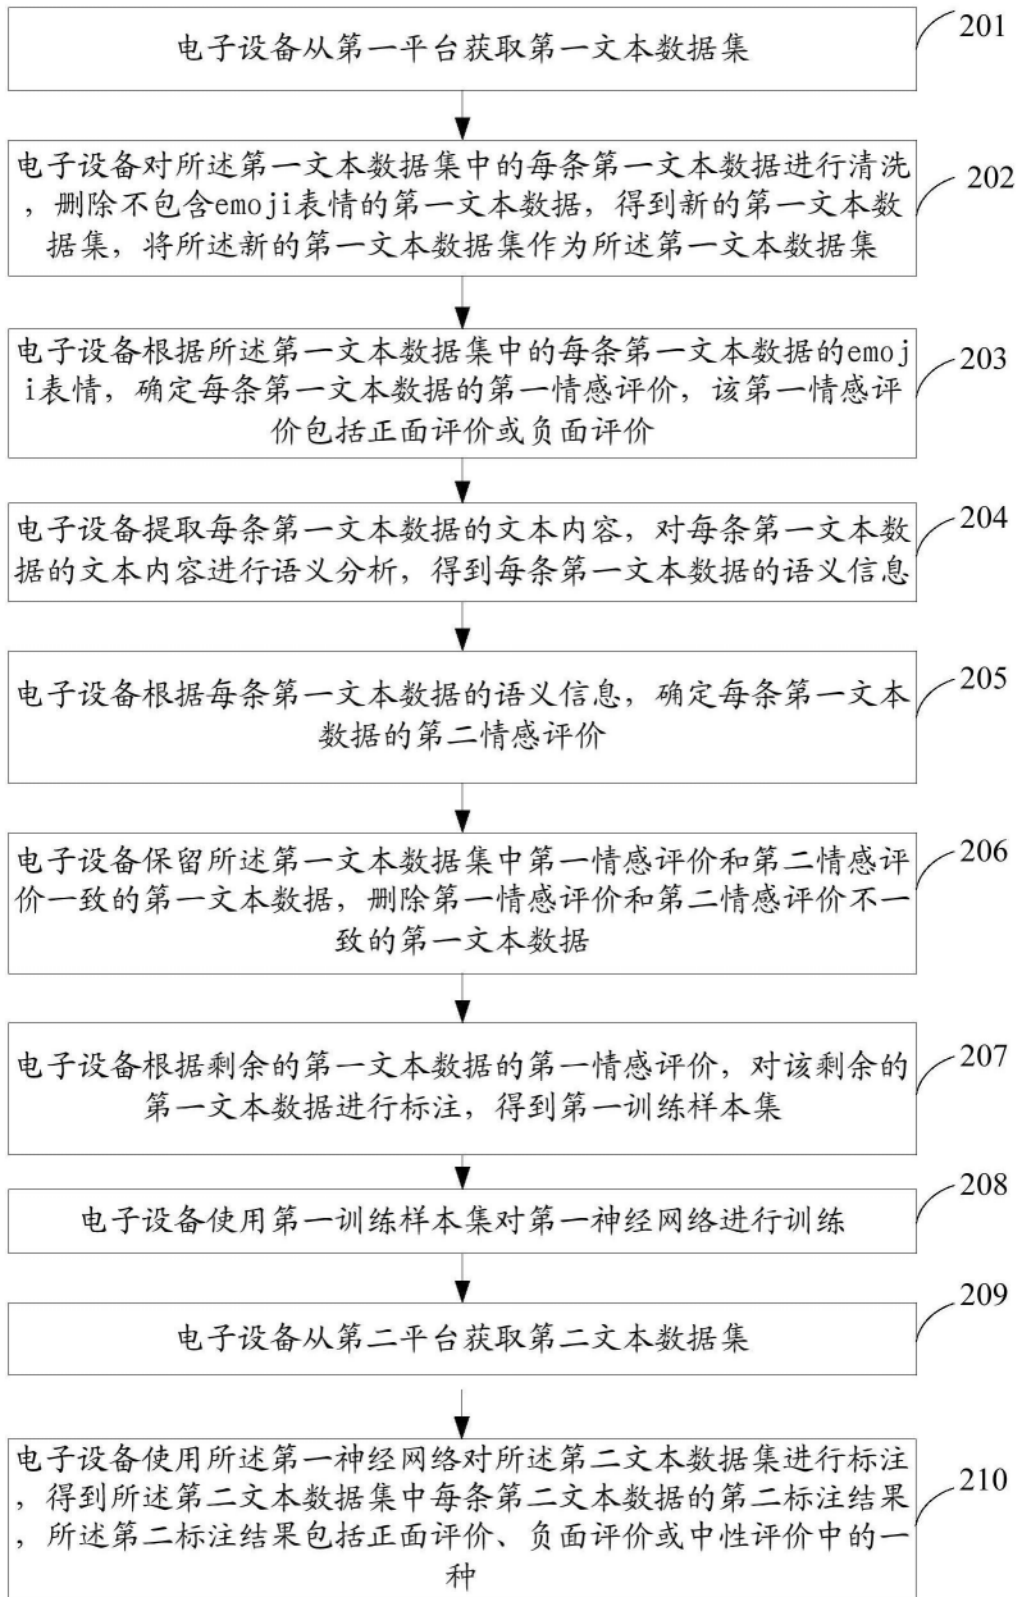 电子设备从第一平台获取第一文本数据集
201
电子设备对所述第一文本数据集中的每条第一文本数据进行清洗
，删除不包含emoji表情的第一文本数据，得到新的第一文本数
据集，将所述新的第一文本数据集作为所述第一文本数据集
202
电子设备根据所述第一文本数据集中的每条第一文本数据的emoj
i表情，确定每条第一文本数据的第一情感评价，该第一情感评
价包括正面评价或负面评价
203
电子设备提取每条第一文本数据的文本内容，对每条第一文本数
据的文本内容进行语义分析，得到每条第一文本数据的语义信息
204
电子设备根据每条第一文本数据的语义信息，确定每条第一文本
数据的第二情感评价
205
电子设备保留所述第一文本数据集中第一情感评价和第二情感评
价一致的第一文本数据，删除第一情感评价和第二情感评价不一
致的第一文本数据
206
电子设备根据剩余的第一文本数据的第一情感评价，对该剩余的
第一文本数据进行标注，得到第一训练样本集
207
电子设备使用第一训练样本集对第一神经网络进行训练
208
电子设备从第二平台获取第二文本数据集
209
电子设备使用所述第一神经网络对所述第二文本数据集进行标注
，得到所述第二文本数据集中每条第二文本数据的第二标注结果
，所述第二标注结果包括正面评价、负面评价或中性评价中的一
种
210